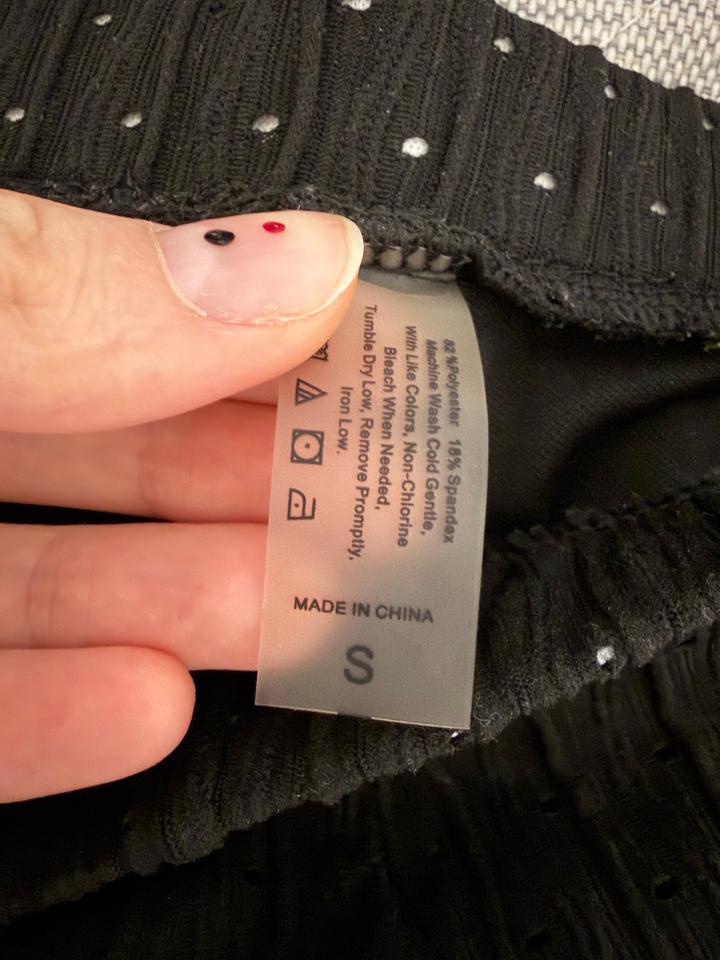 82 %Polyester 18% Spandex
Machine Wash Cold Gentle,
With Like Colors, Non-Chlorine
Bleach When Needed,
Tumble Dry Low, Remove Promptly,
Iron Low.
MADE IN CHINA
S